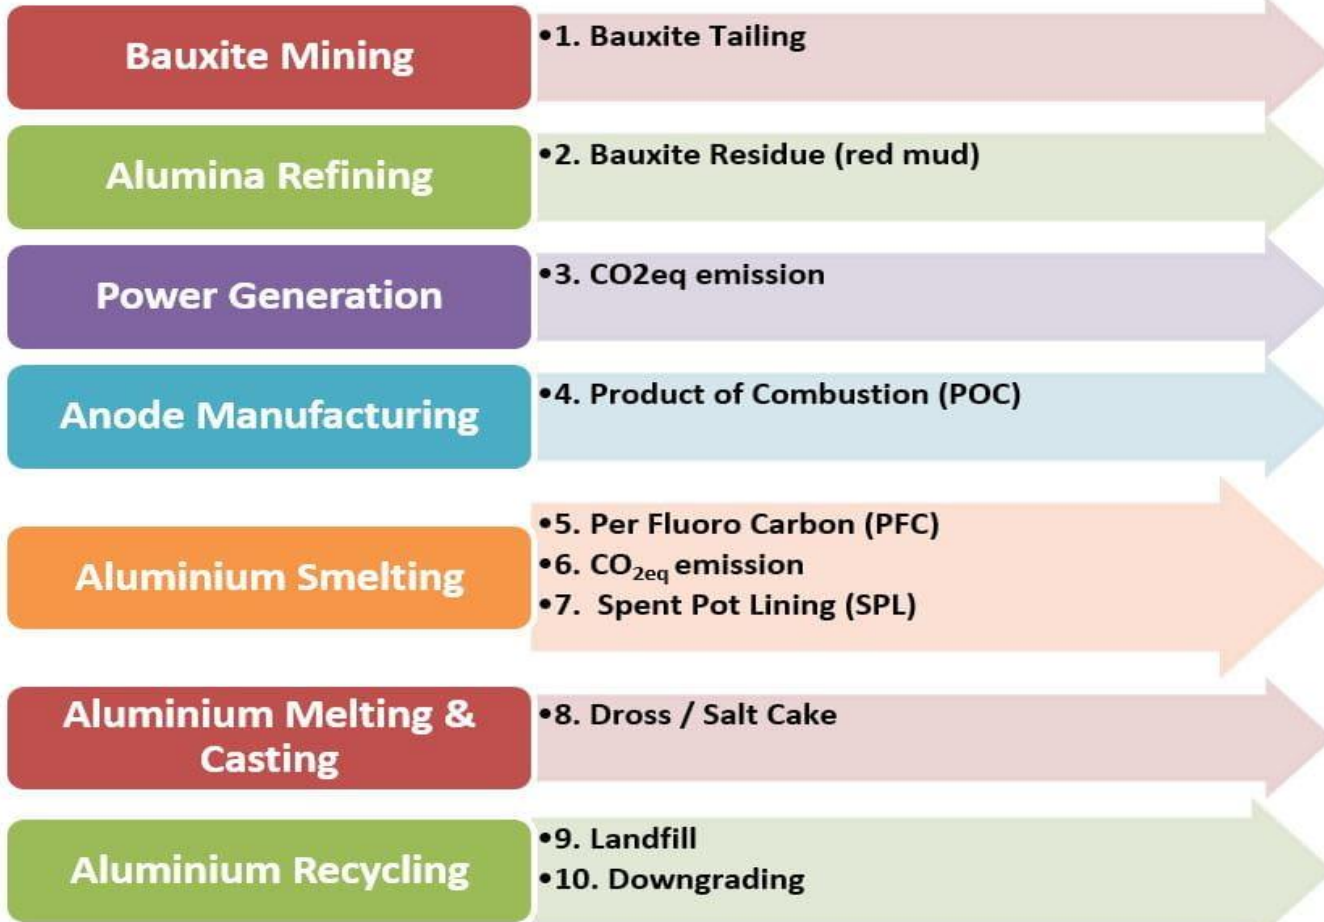 Bauxite Mining
•1. Bauxite Tailing
Alumina Refining
•2. Bauxite Residue (red mud)
Power Generation
•3. CO2eq emission
Anode Manufacturing
•4. Product of Combustion (POC)
Aluminium Smelting
•5. Per Fluoro Carbon (PFC)
•6. CO2eq emission
•7. Spent Pot Lining (SPL)
Aluminium Melting &
Casting
•8. Dross / Salt Cake
Aluminium Recycling
•9. Landfill
•10. Downgrading